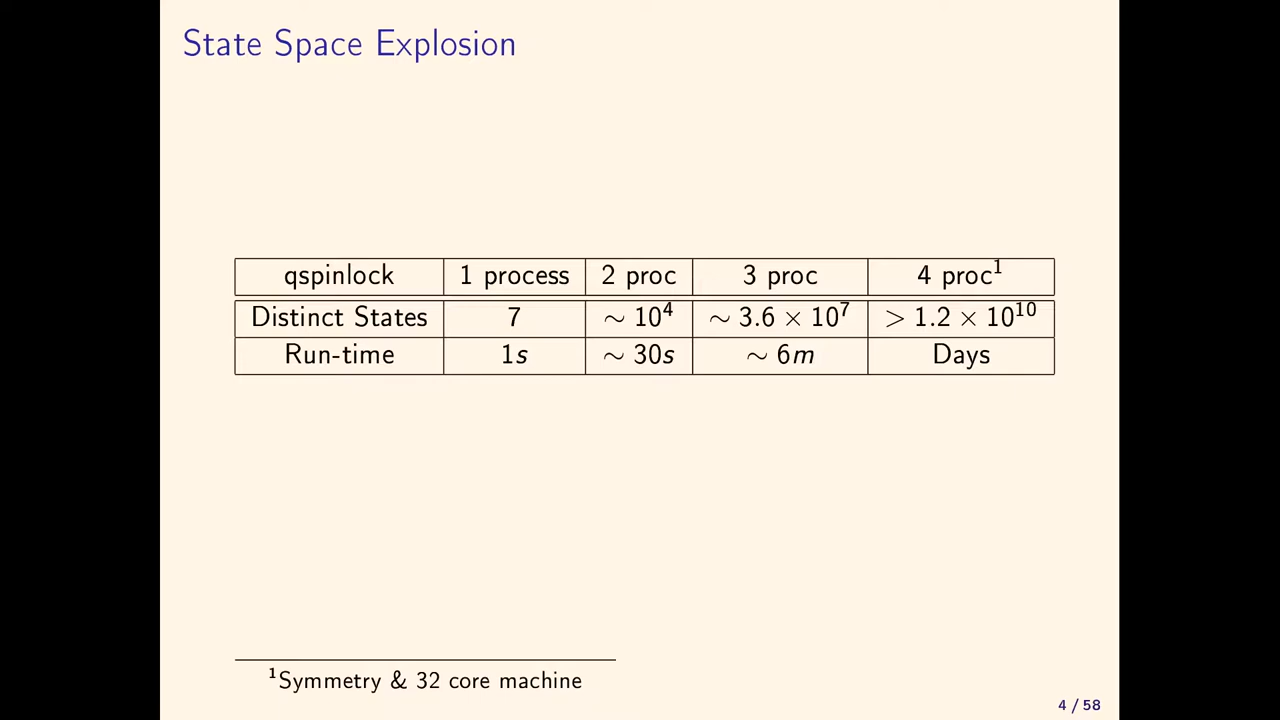 State Space Explosion
qspinlock 1 process 2 proc 3 proc 4 proc¹
Distinct States 7 ∼ 10⁴ ∼ 3.6 × 10⁷ > 1.2 × 10¹⁰
Run-time 1s ∼ 30s ∼ 6m Days
¹Symmetry & 32 core machine
4 / 58